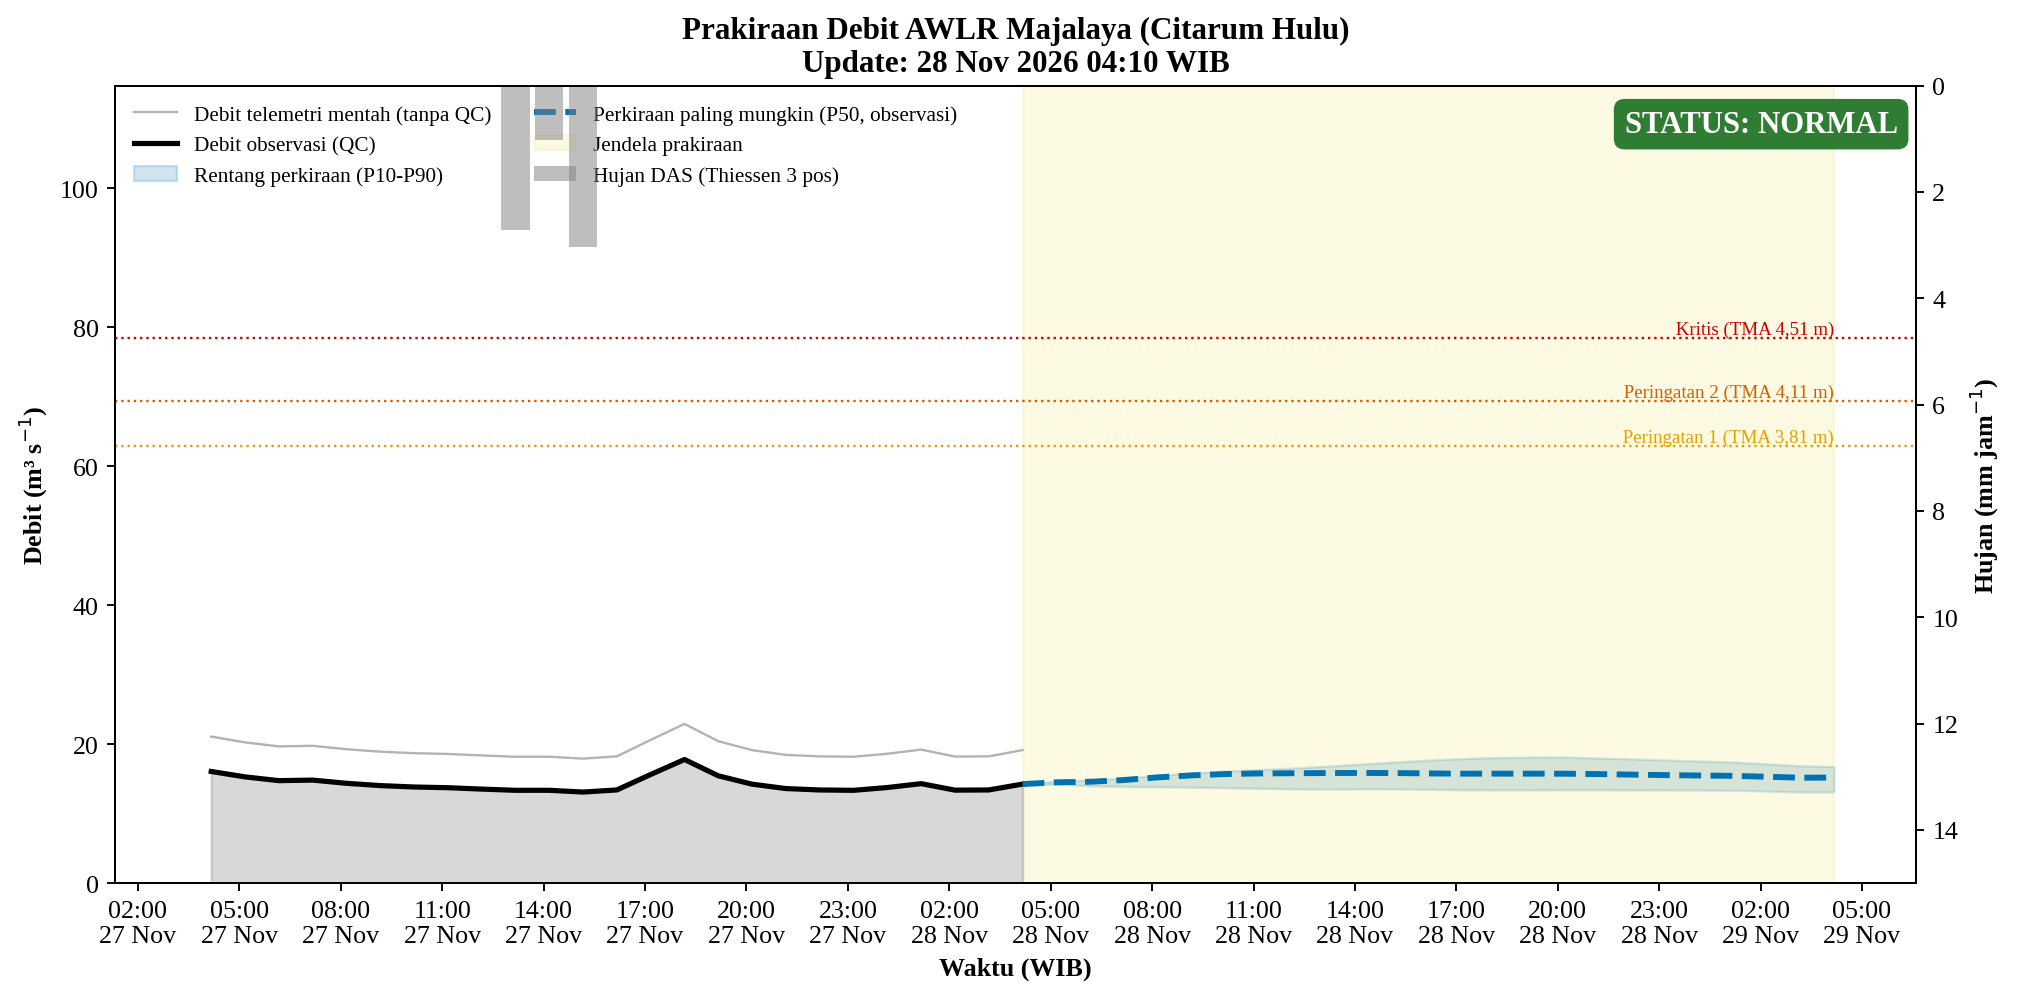 Prakiraan Debit AWLR Majalaya (Citarum Hulu)
Update: 28 Nov 2026 04:10 WIB
Debit telemetri mentah (tanpa QC)
Debit observasi (QC)
Rentang perkiraan (P10-P90)
Perkiraan paling mungkin (P50, observasi)
Jendela prakiraan
Hujan DAS (Thiessen 3 pos)
STATUS: NORMAL
Kritis (TMA 4,51 m)
Peringatan 2 (TMA 4,11 m)
Peringatan 1 (TMA 3,81 m)
Debit (m³ s⁻¹)
100
80
60
40
20
0
Hujan (mm jam⁻¹)
0
2
4
6
8
10
12
14
02:00 05:00 08:00 11:00 14:00 17:00 20:00 23:00 02:00 05:00 08:00 11:00 14:00 17:00 20:00 23:00 02:00 05:00
27 Nov 27 Nov 27 Nov 27 Nov 27 Nov 27 Nov 27 Nov 27 Nov 28 Nov 28 Nov 28 Nov 28 Nov 28 Nov 28 Nov 28 Nov 28 Nov 29 Nov 29 Nov
Waktu (WIB)